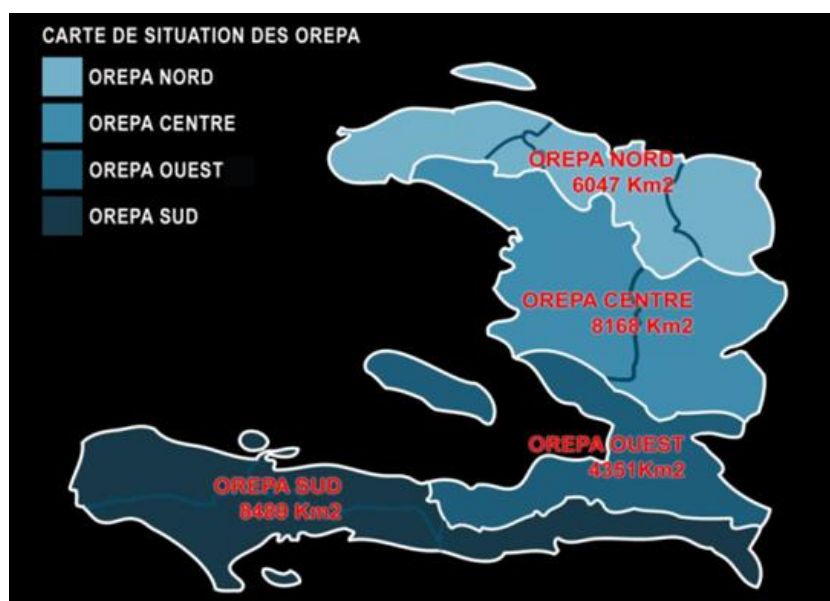 CARTE DE SITUATION DES OREPA
OREPA NORD
OREPA CENTRE
OREPA OUEST
OREPA SUD
OREPA NORD
6047 Km2
OREPA CENTRE
8168 Km2
OREPA OUEST
4351Km2
OREPA SUD
8489 Km2